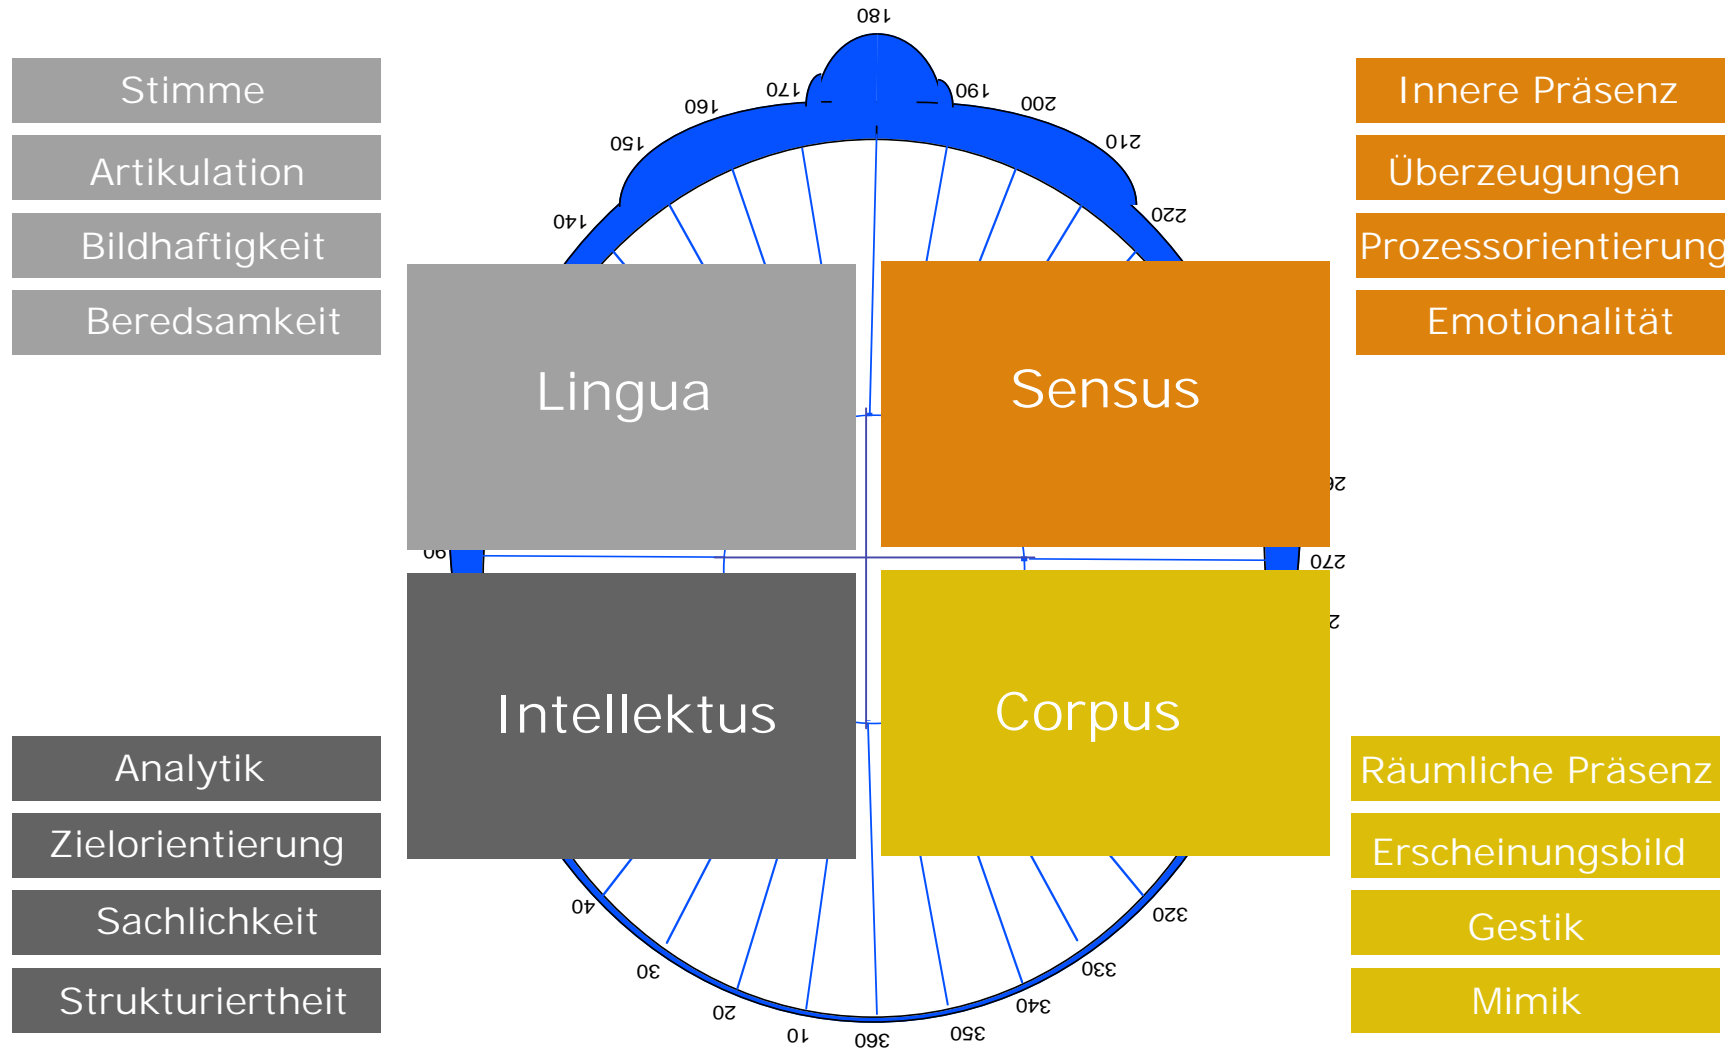 180
170
190
160
200
150
210
140
220
Stimme
Artikulation
Bildhaftigkeit
Beredsamkeit
Innere Präsenz
Überzeugungen
Prozessorientierung
Emotionalität
Lingua
Sensus
90
270
Intellektus
Corpus
Analytik
Zielorientierung
Sachlichkeit
Strukturiertheit
Räumliche Präsenz
Erscheinungsbild
Gestik
Mimik
40
320
30
330
20
340
10
350
360